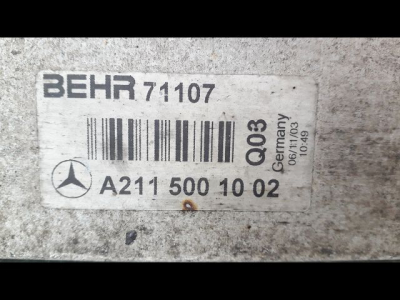 BEHR 71107
Q03
Germany
06/11/03
10:49
A211 500 10 02